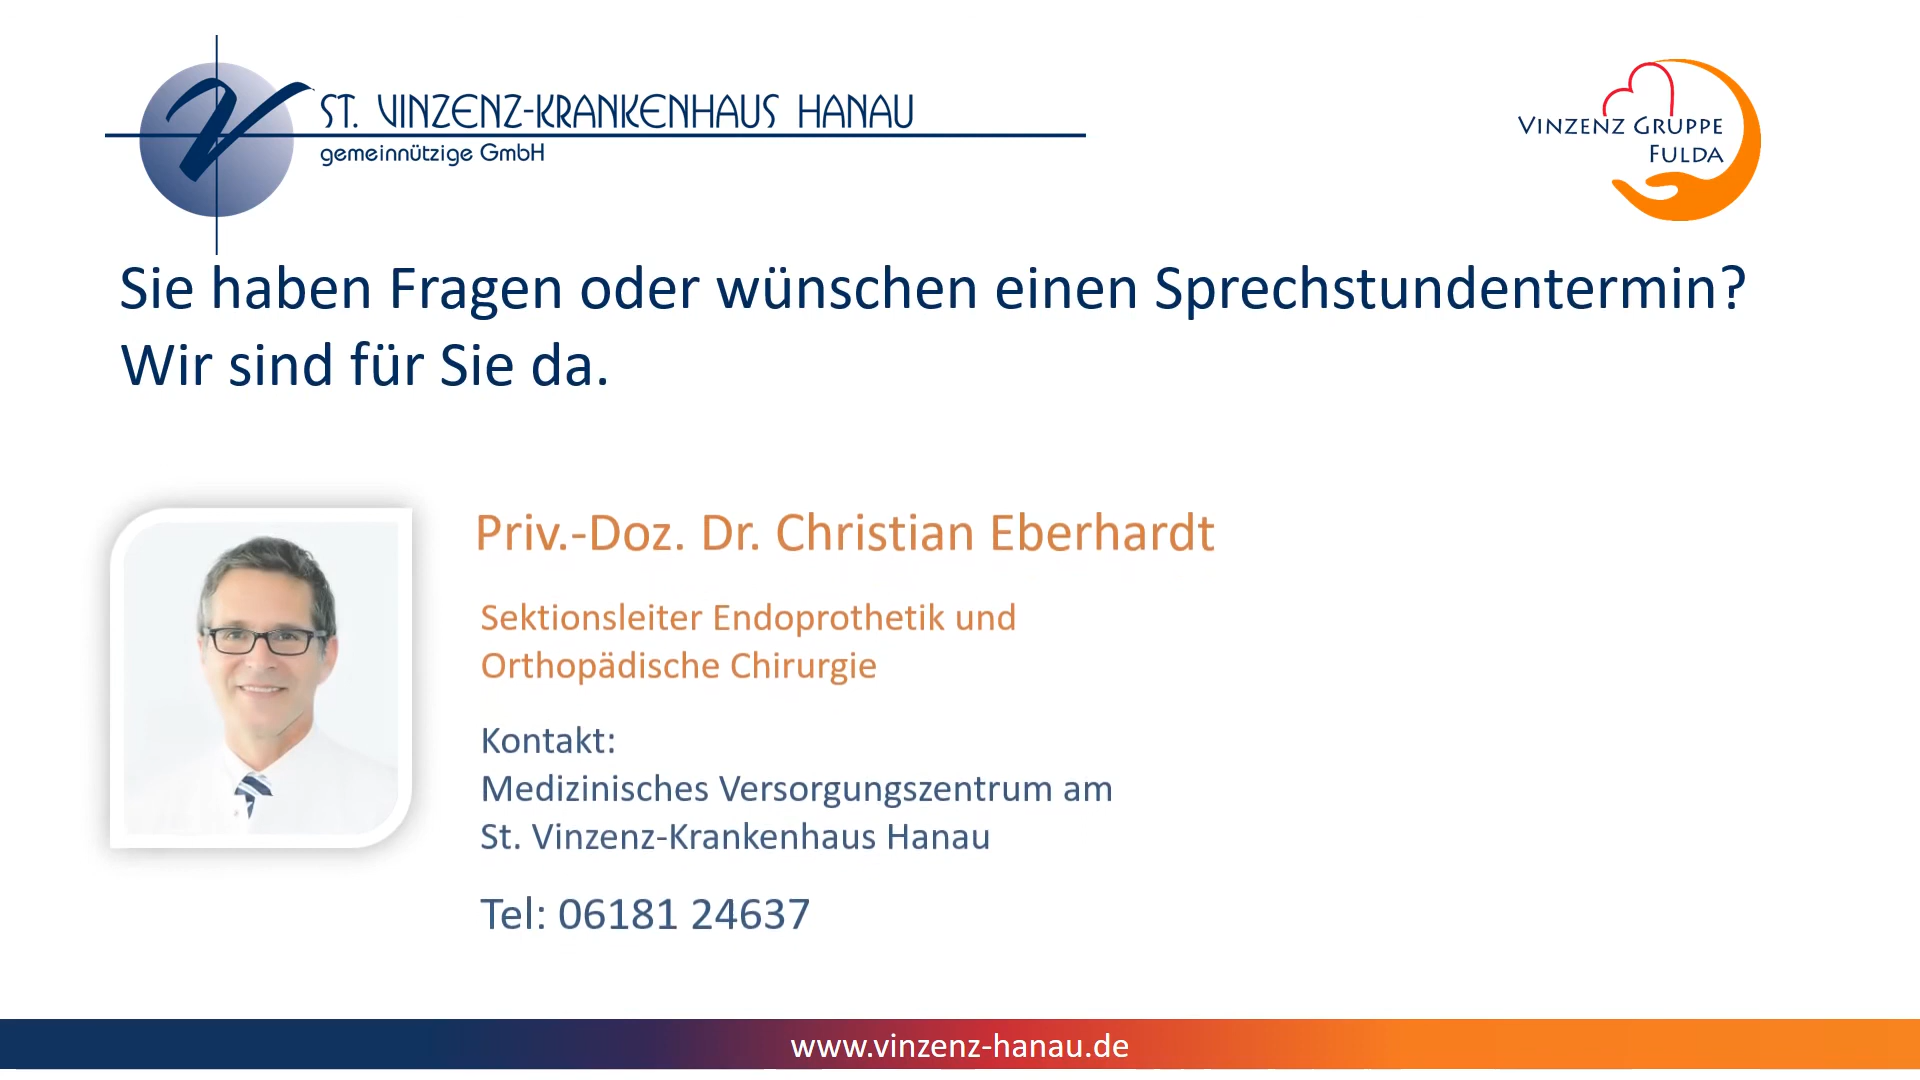 ST. VINZENZ-KRANKENHAUS HANAU
gemeinnützige GmbH
VINZENZ GRUPPE
FULDA
Sie haben Fragen oder wünschen einen Sprechstundentermin?
Wir sind für Sie da.
Priv.-Doz. Dr. Christian Eberhardt
Sektionsleiter Endoprothetik und
Orthopädische Chirurgie
Kontakt:
Medizinisches Versorgungszentrum am
St. Vinzenz-Krankenhaus Hanau
Tel: 06181 24637
www.vinzenz-hanau.de